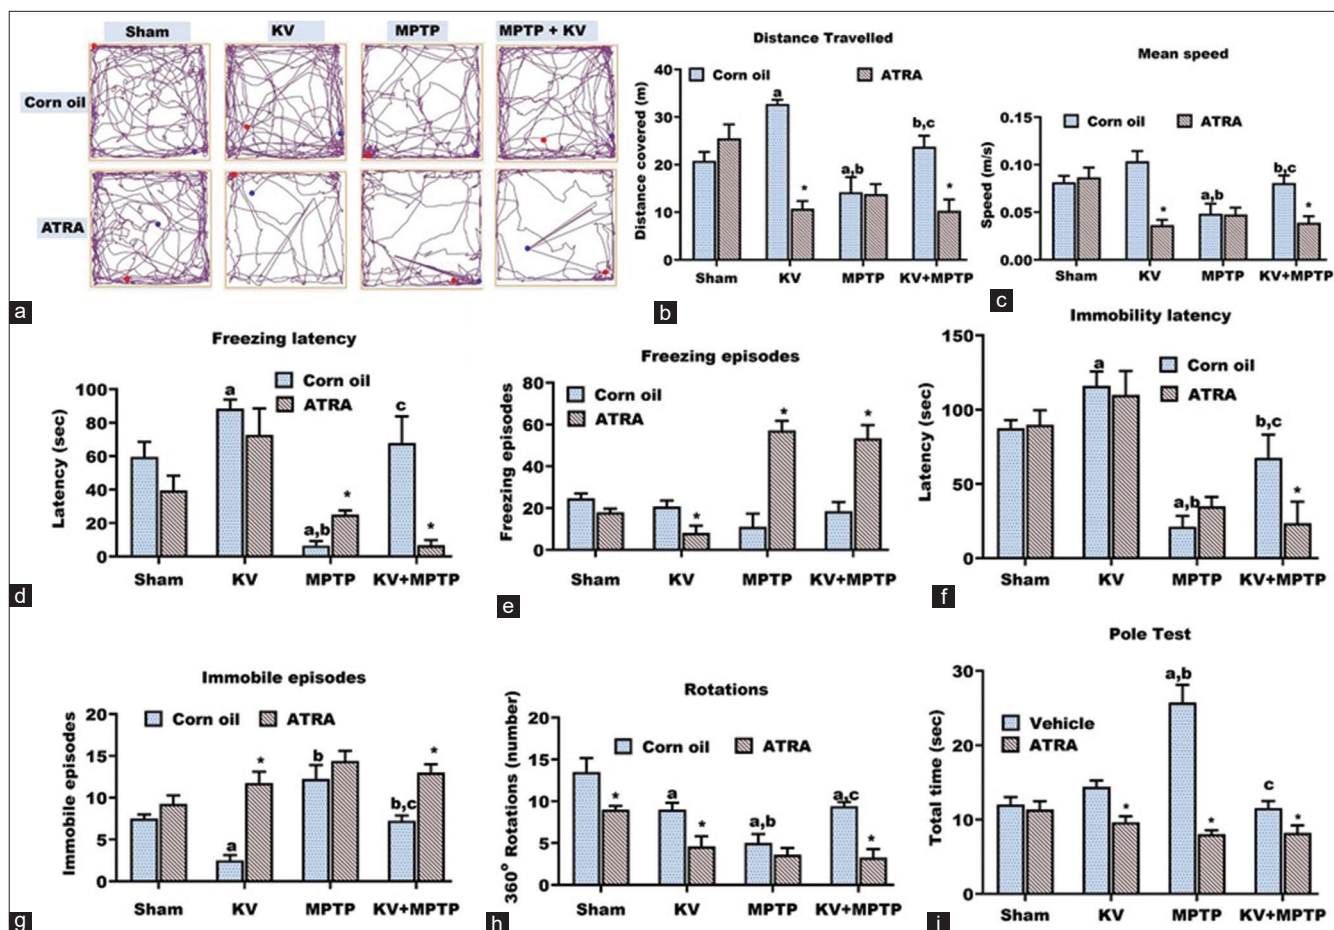 Sham KV MPTP MPTP + KV
Corn oil
ATRA
a
Distance Travelled
Corn oil ATRA
Distance covered (m)
40
30
20
10
0
a
*
a,b
b,c
*
Sham KV MPTP KV+MPTP
b
Mean speed
Corn oil ATRA
Speed (m/s)
0.15
0.10
0.05
0.00
*
a,b
b,c
*
Sham KV MPTP KV+MPTP
c
Freezing latency
Corn oil
ATRA
Latency (sec)
100
80
60
40
20
0
a
a,b
*
c
*
Sham KV MPTP KV+MPTP
d
Freezing episodes
Corn oil
ATRA
Freezing episodes
80
60
40
20
0
*
*
*
Sham KV MPTP KV+MPTP
e
Immobility latency
Corn oil
ATRA
Latency (sec)
150
100
50
0
a
a,b
b,c
*
Sham KV MPTP KV+MPTP
f
Immobile episodes
Corn oil ATRA
Immobile episodes
20
15
10
5
0
a
*
b
b,c
*
Sham KV MPTP KV+MPTP
g
Rotations
Corn oil ATRA
360° Rotations (number)
20
15
10
5
0
*
a
*
a,b
a,c
*
Sham KV MPTP KV+MPTP
h
Pole Test
Vehicle
ATRA
Total time (sec)
30
20
10
0
*
a,b
*
c
*
Sham KV MPTP KV+MPTP
i